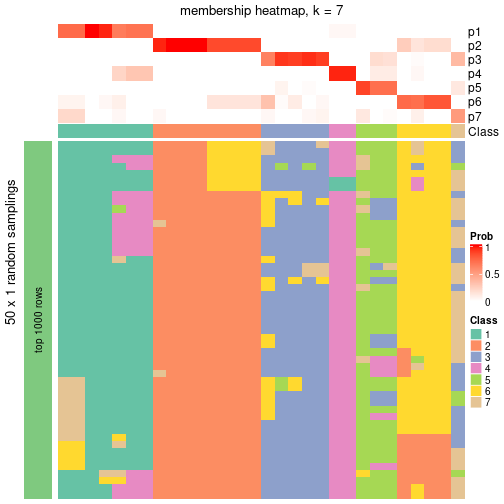 membership heatmap, k = 7
p1
p2
p3
p4
p5
p6
p7
Class
50 x 1 random samplings
top 1000 rows
Prob
1
0.5
0
Class
1
2
3
4
5
6
7